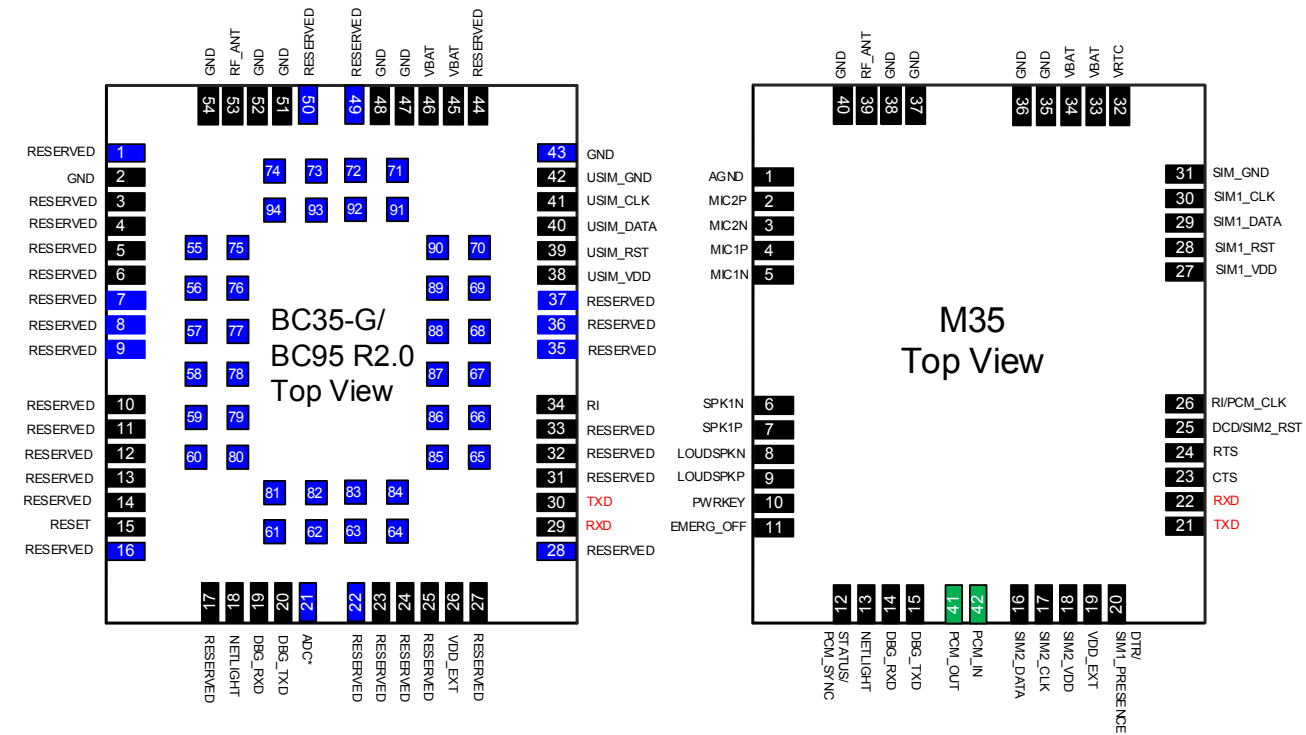 GND RF_ANT GND GND RESERVED RESERVED GND GND VBAT VBAT RESERVED
54 53 52 51 50 49 48 47 46 45 44
RESERVED 1
GND 2
RESERVED 3
RESERVED 4
RESERVED 5
RESERVED 6
RESERVED 7
RESERVED 8
RESERVED 9
RESERVED 10
RESERVED 11
RESERVED 12
RESERVED 13
RESERVED 14
RESET 15
RESERVED 16
74 73 72 71
94 93 92 91
55 75 90 70
56 76 89 69
57 77 88 68
58 78 87 67
59 79 86 66
60 80 85 65
81 82 83 84
61 62 63 64
BC35-G/
BC95 R2.0
Top View
43 GND
42 USIM_GND
41 USIM_CLK
40 USIM_DATA
39 USIM_RST
38 USIM_VDD
37 RESERVED
36 RESERVED
35 RESERVED
34 RI
33 RESERVED
32 RESERVED
31 RESERVED
30 TXD
29 RXD
28 RESERVED
17 18 19 20 21 22 23 24 25 26 27
RESERVED NETLIGHT DBG_RXD DBG_TXD ADC* RESERVED RESERVED RESERVED RESERVED VDD_EXT RESERVED
GND RF_ANT GND GND GND GND VBAT VBAT VRTC
40 39 38 37 36 35 34 33 32
AGND 1
MIC2P 2
MIC2N 3
MIC1P 4
MIC1N 5
SPK1N 6
SPK1P 7
LOUDSPKN 8
LOUDSPKP 9
PWRKEY 10
EMERG_OFF 11
M35
Top View
31 SIM_GND
30 SIM1_CLK
29 SIM1_DATA
28 SIM1_RST
27 SIM1_VDD
26 RI/PCM_CLK
25 DCD/SIM2_RST
24 RTS
23 CTS
22 RXD
21 TXD
12 13 14 15 41 42 16 17 18 19 20
STATUS/
PCM_SYNC
NETLIGHT DBG_RXD DBG_TXD PCM_OUT PCM_IN SIM2_DATA SIM2_CLK SIM2_VDD VDD_EXT
DTR/
SIM1_PRESENCE